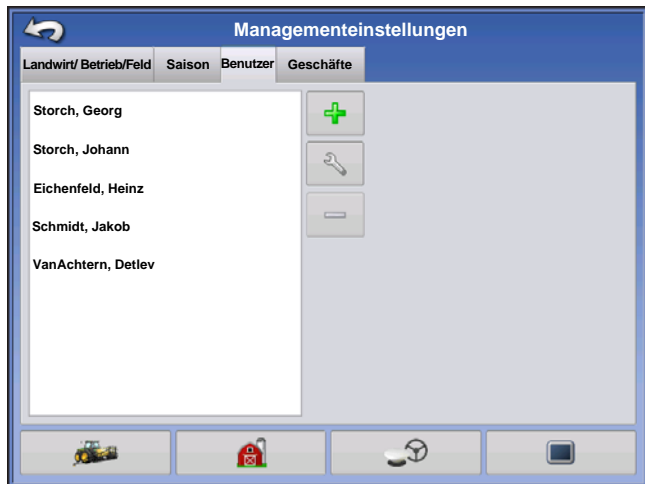 Managementeinstellungen
Landwirt/ Betrieb/Feld Saison Benutzer Geschäfte
Storch, Georg
Storch, Johann
Eichenfeld, Heinz
Schmidt, Jakob
VanAchtern, Detlev